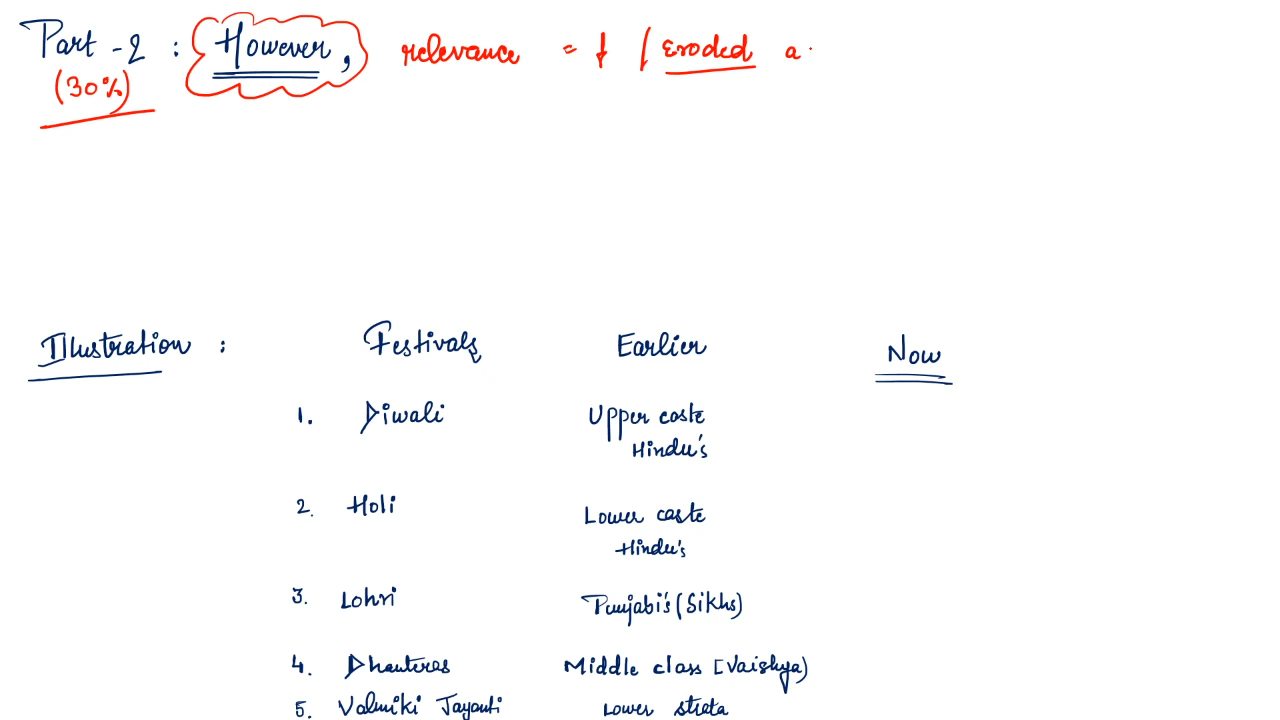 Part - 2 : However, relevance = ↓ / Eroded a.
(30%)
Illustration : Festivals Earlier Now
1. Diwali Upper caste
Hindu's
2. Holi Lower caste
Hindu's
3. Lohri Punjabi's (Sikhs)
4. Dhanteras Middle class [Vaishya)
5. Valmiki Jayanti Lower strata